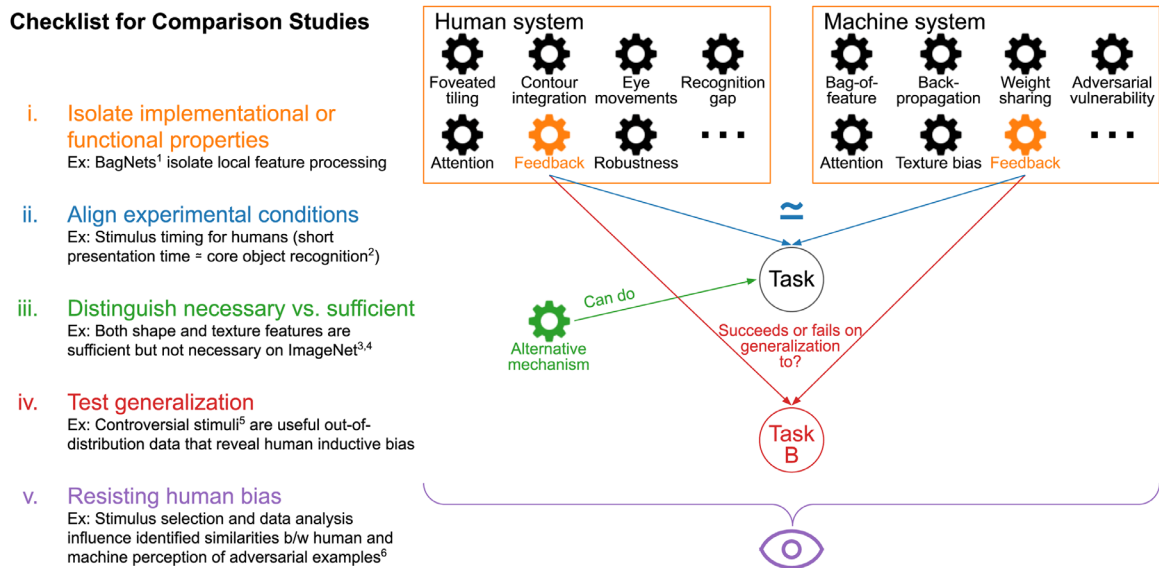 Checklist for Comparison Studies
i. Isolate implementational or
functional properties
Ex: BagNets¹ isolate local feature processing
ii. Align experimental conditions
Ex: Stimulus timing for humans (short
presentation time = core object recognition²)
iii. Distinguish necessary vs. sufficient
Ex: Both shape and texture features are
sufficient but not necessary on ImageNet³,⁴
iv. Test generalization
Ex: Controversial stimuli⁵ are useful out-of-
distribution data that reveal human inductive bias
v. Resisting human bias
Ex: Stimulus selection and data analysis
influence identified similarities b/w human and
machine perception of adversarial examples⁶
Human system
Foveated
tiling
Contour
integration
Eye
movements
Recognition
gap
Attention
Feedback
Robustness
...
Machine system
Bag-of-
feature
Back-
propagation
Weight
sharing
Adversarial
vulnerability
Attention
Texture bias
Feedback
...
≃
Task
Can do
Alternative
mechanism
Succeeds or fails on
generalization
to?
Task
B